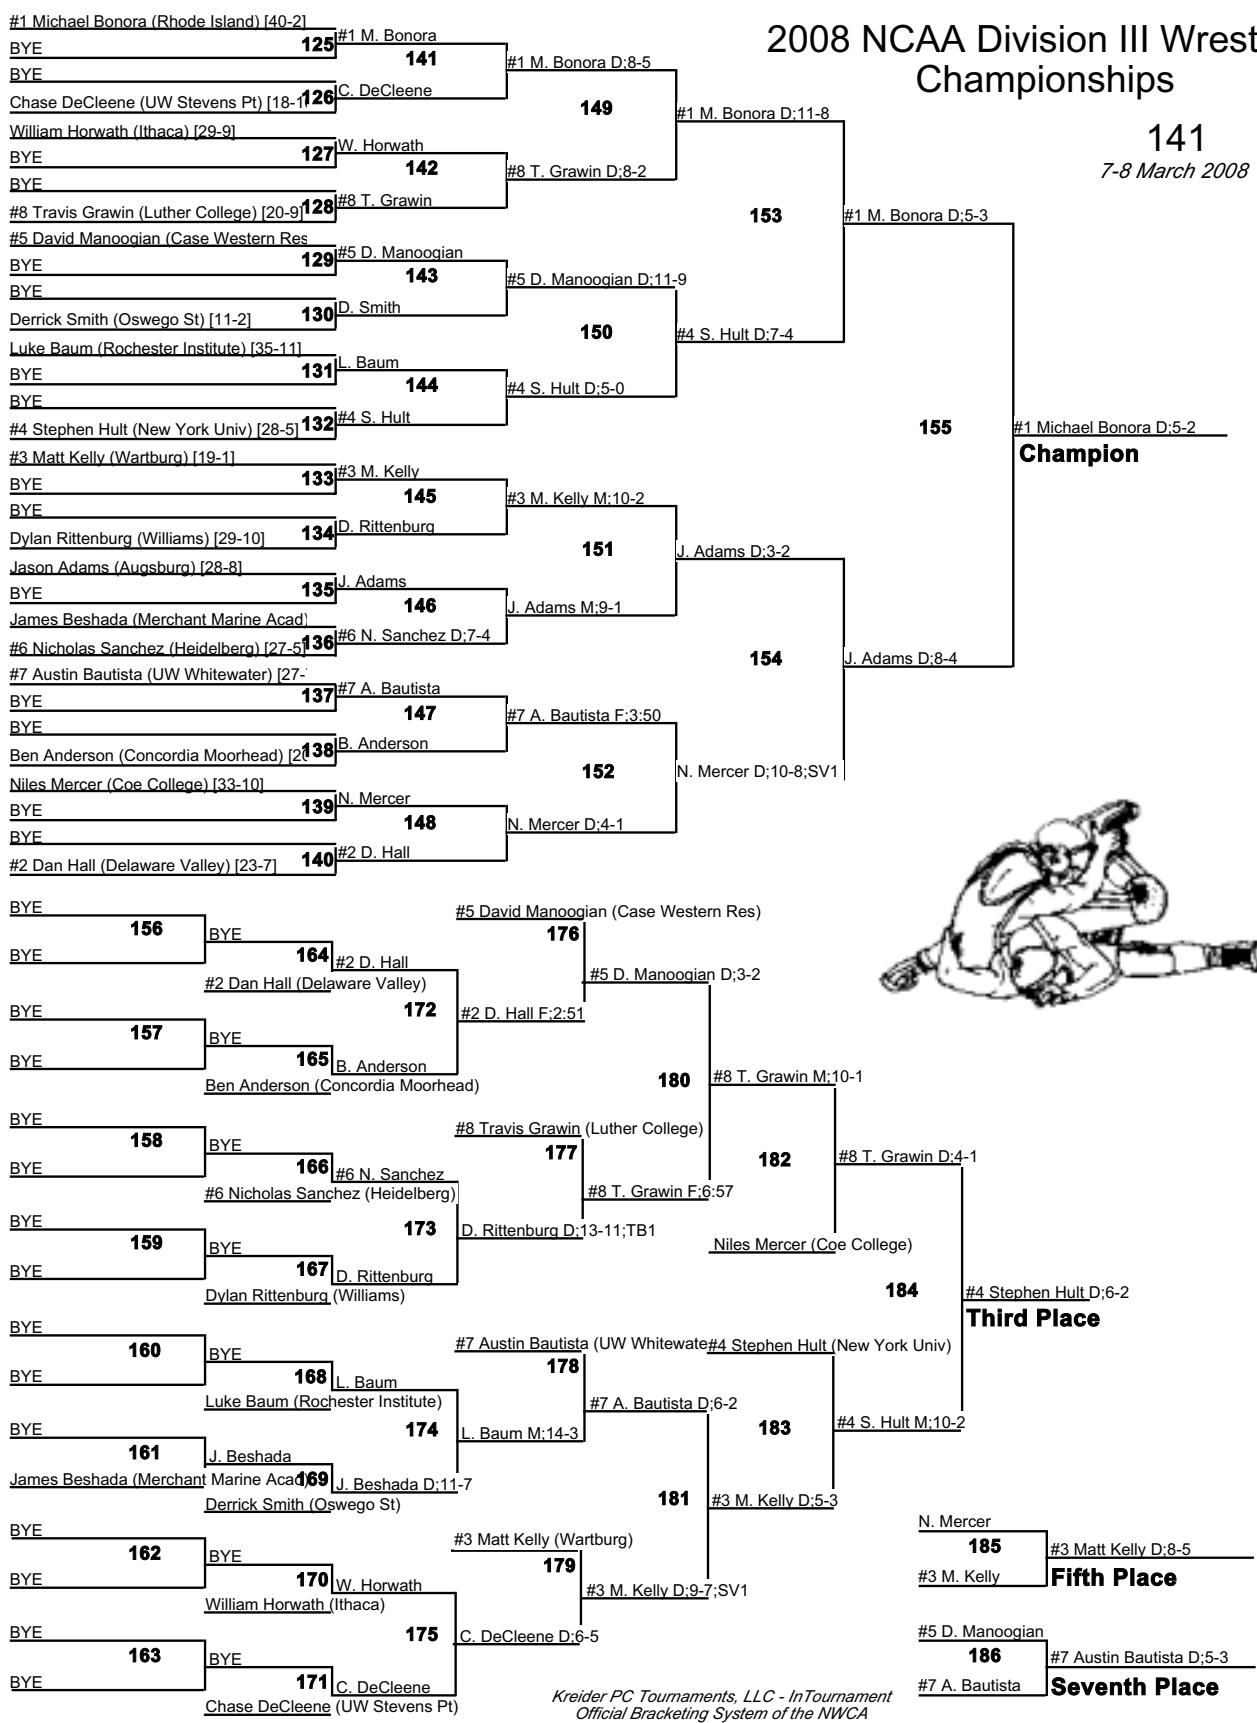 2008 NCAA Division III Wrest
Championships
141
7-8 March 2008
#1 Michael Bonora (Rhode Island) [40-2]
BYE
125
#1 M. Bonora
141
BYE
Chase DeCleene (UW Stevens Pt) [18-1
126
C. DeCleene
#1 M. Bonora D;8-5
149
William Horwath (Ithaca) [29-9]
BYE
127
W. Horwath
142
BYE
#8 Travis Grawin (Luther College) [20-9]
128
#8 T. Grawin
#8 T. Grawin D;8-2
#1 M. Bonora D;11-8
153
#5 David Manoogian (Case Western Res
BYE
129
#5 D. Manoogian
143
BYE
Derrick Smith (Oswego St) [11-2]
130
D. Smith
#5 D. Manoogian D;11-9
150
Luke Baum (Rochester Institute) [35-11]
BYE
131
L. Baum
144
BYE
#4 Stephen Hult (New York Univ) [28-5]
132
#4 S. Hult
#4 S. Hult D;5-0
#4 S. Hult D;7-4
#1 M. Bonora D;5-3
155
#1 Michael Bonora D;5-2
Champion
#3 Matt Kelly (Wartburg) [19-1]
BYE
133
#3 M. Kelly
145
BYE
Dylan Rittenburg (Williams) [29-10]
134
D. Rittenburg
#3 M. Kelly M;10-2
151
Jason Adams (Augsburg) [28-8]
BYE
135
J. Adams
146
James Beshada (Merchant Marine Acad)
#6 Nicholas Sanchez (Heidelberg) [27-5]
136
#6 N. Sanchez D;7-4
J. Adams M;9-1
J. Adams D;3-2
154
J. Adams D;8-4
#7 Austin Bautista (UW Whitewater) [27-
BYE
137
#7 A. Bautista
147
BYE
Ben Anderson (Concordia Moorhead) [20
138
B. Anderson
#7 A. Bautista F;3:50
152
Niles Mercer (Coe College) [33-10]
BYE
139
N. Mercer
148
BYE
#2 Dan Hall (Delaware Valley) [23-7]
140
#2 D. Hall
N. Mercer D;4-1
N. Mercer D;10-8;SV1
BYE
156
BYE
BYE
164
#2 D. Hall
#2 Dan Hall (Delaware Valley)
172
BYE
157
BYE
BYE
165
B. Anderson
Ben Anderson (Concordia Moorhead)
#2 D. Hall F;2:51
#5 David Manoogian (Case Western Res)
176
#5 D. Manoogian D;3-2
180
BYE
158
BYE
BYE
166
#6 N. Sanchez
#6 Nicholas Sanchez (Heidelberg)
173
BYE
159
BYE
BYE
167
D. Rittenburg
Dylan Rittenburg (Williams)
D. Rittenburg D;13-11;TB1
#8 Travis Grawin (Luther College)
177
#8 T. Grawin F;6:57
#8 T. Grawin M;10-1
182
Niles Mercer (Coe College)
#8 T. Grawin D;4-1
184
#4 Stephen Hult D;6-2
Third Place
BYE
160
BYE
BYE
168
L. Baum
Luke Baum (Rochester Institute)
174
BYE
161
James Beshada (Merchant Marine Acad)
J. Beshada
169
J. Beshada D;11-7
Derrick Smith (Oswego St)
L. Baum M;14-3
#7 Austin Bautista (UW Whitewate
178
#7 A. Bautista D;6-2
#4 Stephen Hult (New York Univ)
183
#4 S. Hult M;10-2
181
#3 M. Kelly D;5-3
BYE
162
BYE
BYE
170
W. Horwath
William Horwath (Ithaca)
175
BYE
163
BYE
BYE
171
C. DeCleene
Chase DeCleene (UW Stevens Pt)
C. DeCleene D;6-5
#3 Matt Kelly (Wartburg)
179
#3 M. Kelly D;9-7;SV1
N. Mercer
185
#3 M. Kelly
#3 Matt Kelly D;8-5
Fifth Place
#5 D. Manoogian
186
#7 A. Bautista
#7 Austin Bautista D;5-3
Seventh Place
Kreider PC Tournaments, LLC - InTournament
Official Bracketing System of the NWCA